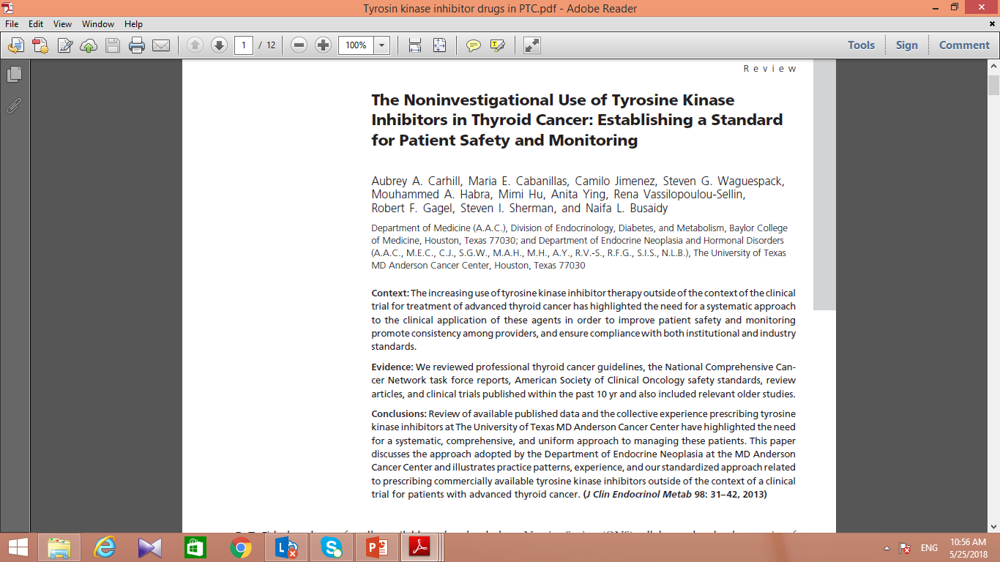 Tyrosin kinase inhibitor drugs in PTC.pdf - Adobe Reader
File Edit View Window Help
1 / 12 100% Tools Sign Comment
Review
The Noninvestigational Use of Tyrosine Kinase
Inhibitors in Thyroid Cancer: Establishing a Standard
for Patient Safety and Monitoring
Aubrey A. Carhill, Maria E. Cabanillas, Camilo Jimenez, Steven G. Waguespack,
Mouhammed A. Habra, Mimi Hu, Anita Ying, Rena Vassilopoulou-Sellin,
Robert F. Gagel, Steven I. Sherman, and Naifa L. Busaidy
Department of Medicine (A.A.C.), Division of Endocrinology, Diabetes, and Metabolism, Baylor College
of Medicine, Houston, Texas 77030; and Department of Endocrine Neoplasia and Hormonal Disorders
(A.A.C., M.E.C., C.J., S.G.W., M.A.H., M.H., A.Y., R.V.-S., R.F.G., S.I.S., N.L.B.), The University of Texas
MD Anderson Cancer Center, Houston, Texas 77030
Context: The increasing use of tyrosine kinase inhibitor therapy outside of the context of the clinical
trial for treatment of advanced thyroid cancer has highlighted the need for a systematic approach
to the clinical application of these agents in order to improve patient safety and monitoring
promote consistency among providers, and ensure compliance with both institutional and industry
standards.
Evidence: We reviewed professional thyroid cancer guidelines, the National Comprehensive Can-
cer Network task force reports, American Society of Clinical Oncology safety standards, review
articles, and clinical trials published within the past 10 yr and also included relevant older studies.
Conclusions: Review of available published data and the collective experience prescribing tyrosine
kinase inhibitors at The University of Texas MD Anderson Cancer Center have highlighted the need
for a systematic, comprehensive, and uniform approach to managing these patients. This paper
discusses the approach adopted by the Department of Endocrine Neoplasia at the MD Anderson
Cancer Center and illustrates practice patterns, experience, and our standardized approach related
to prescribing commercially available tyrosine kinase inhibitors outside of the context of a clinical
trial for patients with advanced thyroid cancer. (J Clin Endocrinol Metab 98: 31–42, 2013)
ENG
10:56 AM
5/25/2018